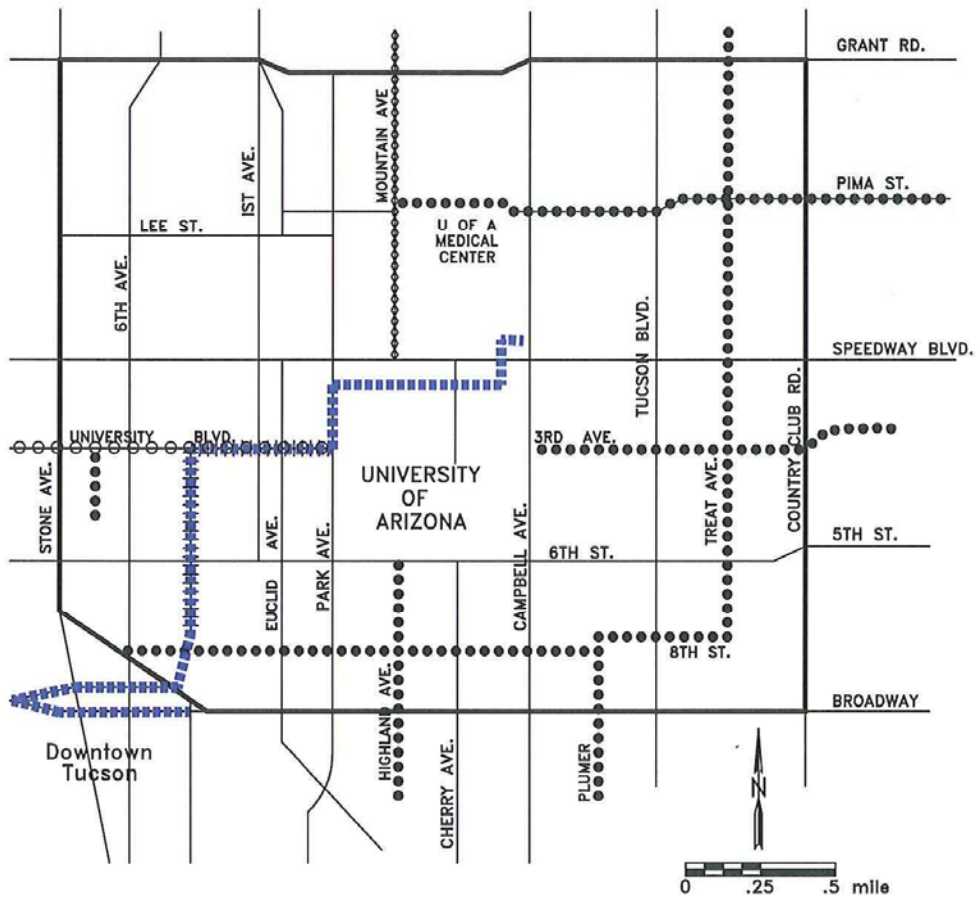 GRANT RD.
MOUNTAIN AVE
1ST AVE.
PIMA ST.
LEE ST.
U OF A
MEDICAL
CENTER
6TH AVE.
TUCSON BLVD.
SPEEDWAY BLVD.
COUNTRY CLUB RD.
UNIVERSITY BLVD.
3RD AVE.
UNIVERSITY
OF
ARIZONA
STONE AVE.
TREAT AVE.
EUCLID AVE.
PARK AVE.
CAMPBELL AVE.
6TH ST.
5TH ST.
8TH ST.
HIGHLAND AVE.
BROADWAY
Downtown
Tucson
CHERRY AVE.
PLUMER
N
0 .25 .5 mile